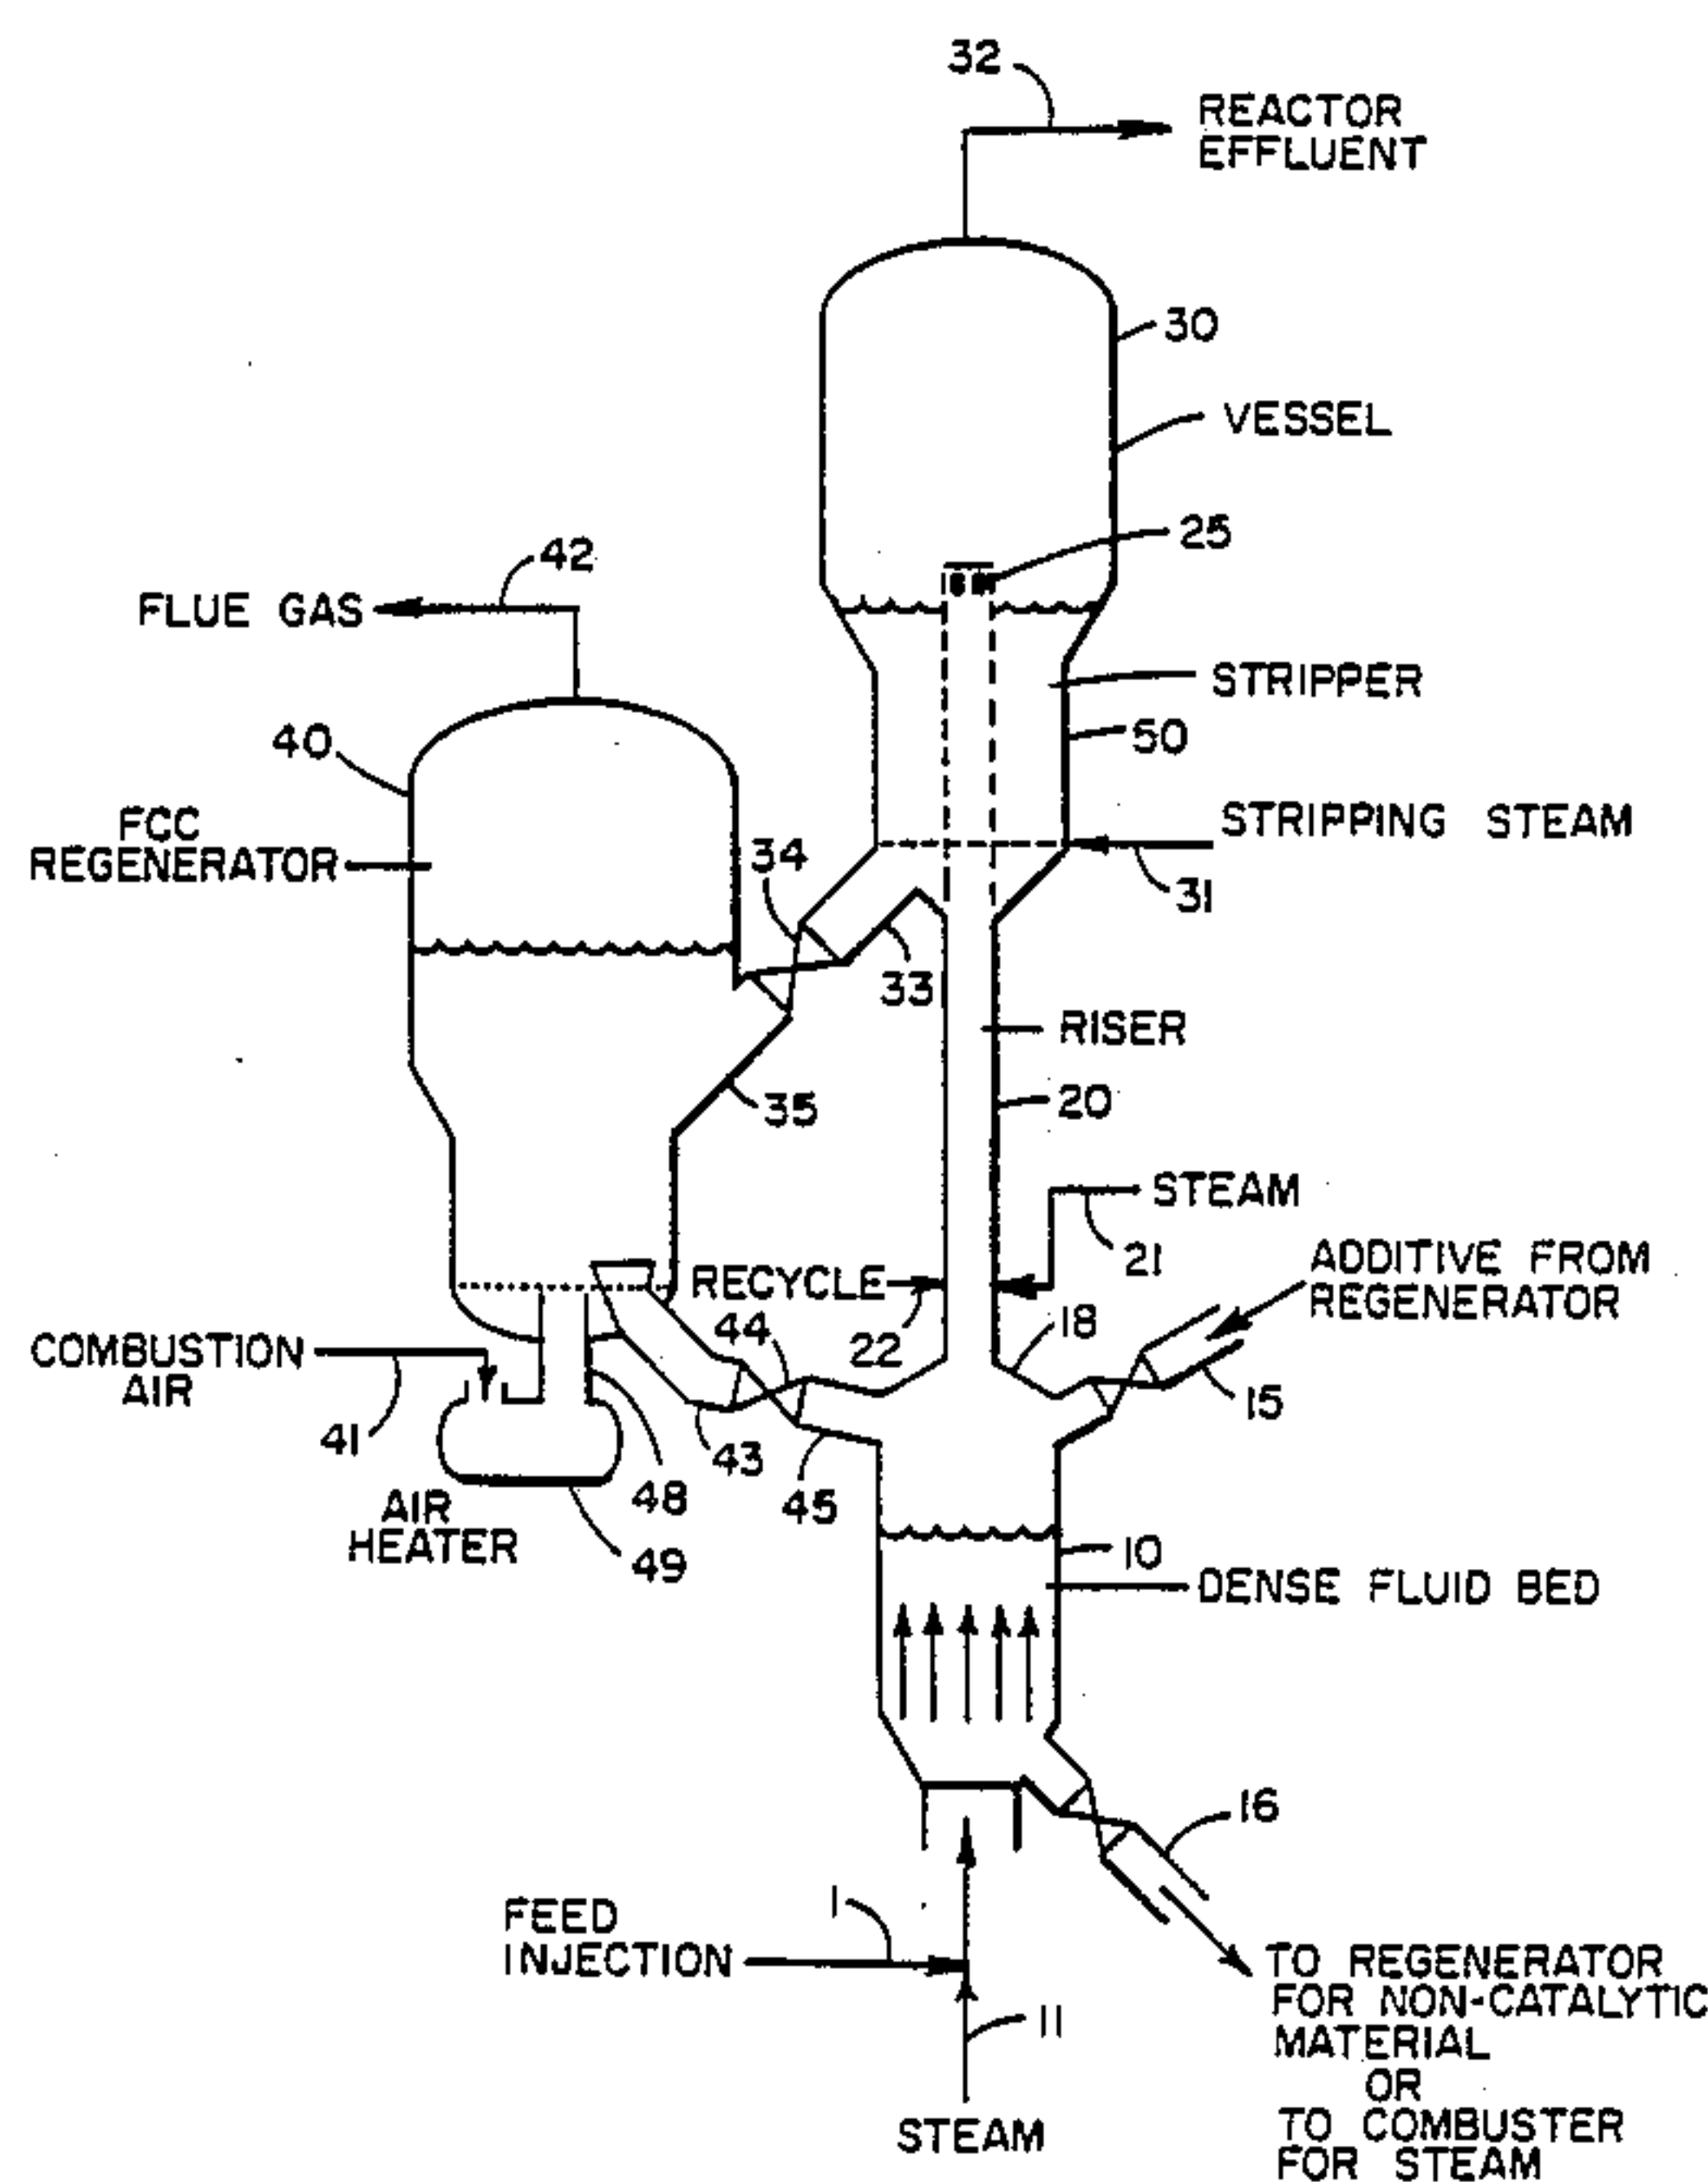 32
REACTOR
EFFLUENT
30
VESSEL
25
42
FLUE GAS
STRIPPER
40
50
FCC
REGENERATOR
STRIPPING STEAM
34
31
33
RISER
35
20
STEAM
21
ADDITIVE FROM
REGENERATOR
RECYCLE
44
18
22
COMBUSTION
AIR
15
41
43
48
45
AIR
HEATER
49
10
DENSE FLUID BED
16
1
FEED
INJECTION
TO REGENERATOR
FOR NON-CATALYTIC
MATERIAL
OR
TO COMBUSTER
FOR STEAM
11
STEAM